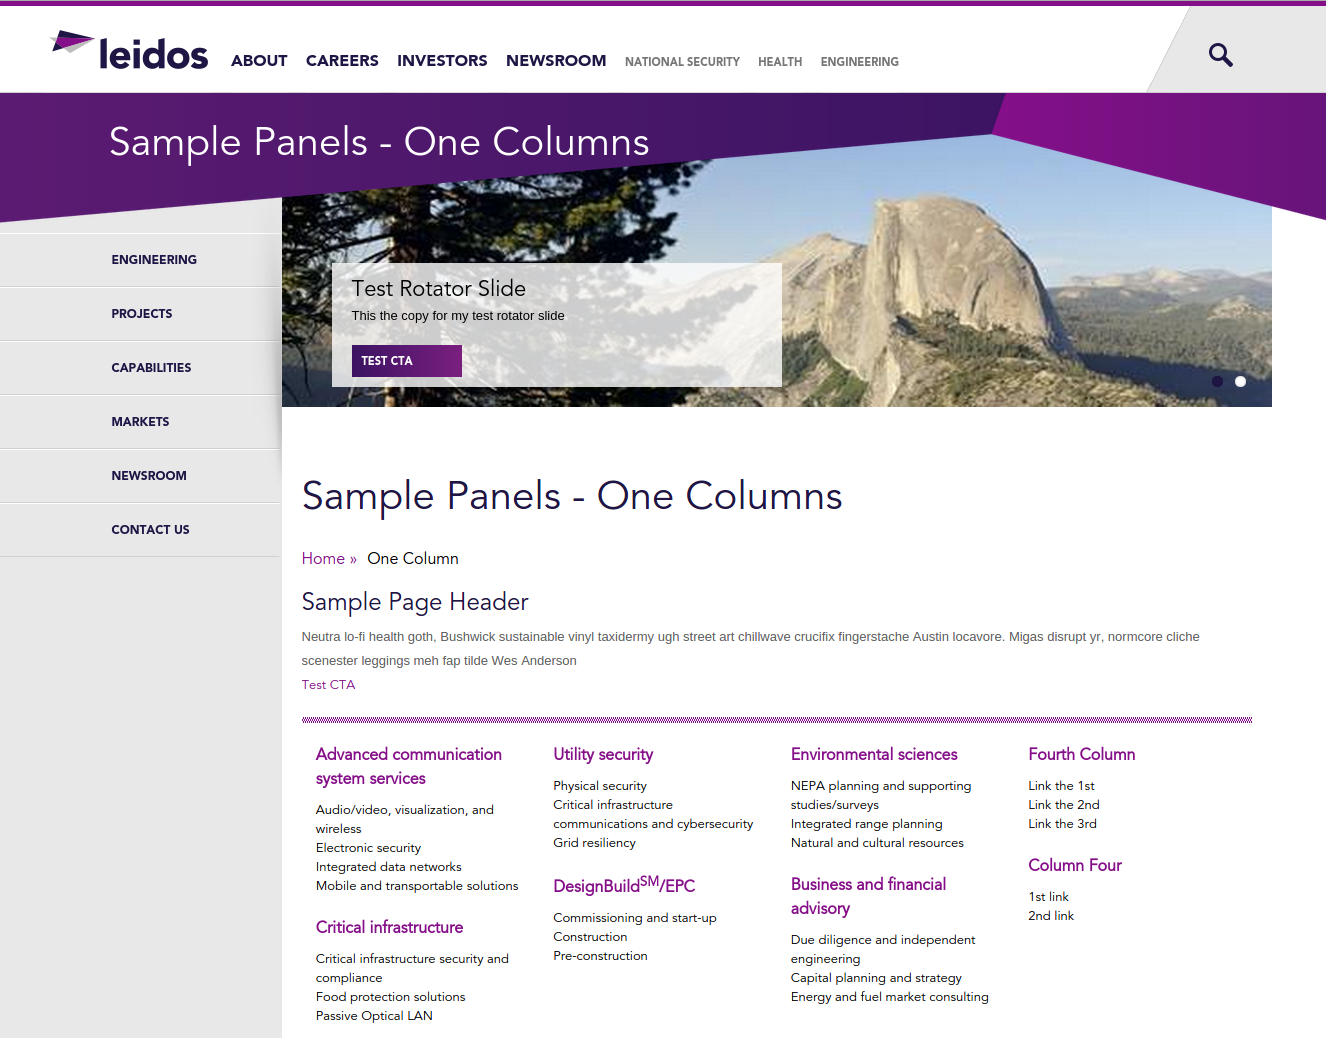 leidos
ABOUT CAREERS INVESTORS NEWSROOM NATIONAL SECURITY HEALTH ENGINEERING
Sample Panels - One Columns
ENGINEERING
PROJECTS
CAPABILITIES
MARKETS
NEWSROOM
CONTACT US
Test Rotator Slide
This the copy for my test rotator slide
TEST CTA
Sample Panels - One Columns
Home » One Column
Sample Page Header
Neutra lo-fi health goth, Bushwick sustainable vinyl taxidermy ugh street art chillwave crucifix fingerstache Austin locavore. Migas disrupt yr, normcore cliche
scenester leggings meh fap tilde Wes Anderson
Test CTA
Advanced communication
system services
Audio/video, visualization, and
wireless
Electronic security
Integrated data networks
Mobile and transportable solutions
Critical infrastructure
Critical infrastructure security and
compliance
Food protection solutions
Passive Optical LAN
Utility security
Physical security
Critical infrastructure
communications and cybersecurity
Grid resiliency
DesignBuildSM/EPC
Commissioning and start-up
Construction
Pre-construction
Environmental sciences
NEPA planning and supporting
studies/surveys
Integrated range planning
Natural and cultural resources
Business and financial
advisory
Due diligence and independent
engineering
Capital planning and strategy
Energy and fuel market consulting
Fourth Column
Link the 1st
Link the 2nd
Link the 3rd
Column Four
1st link
2nd link